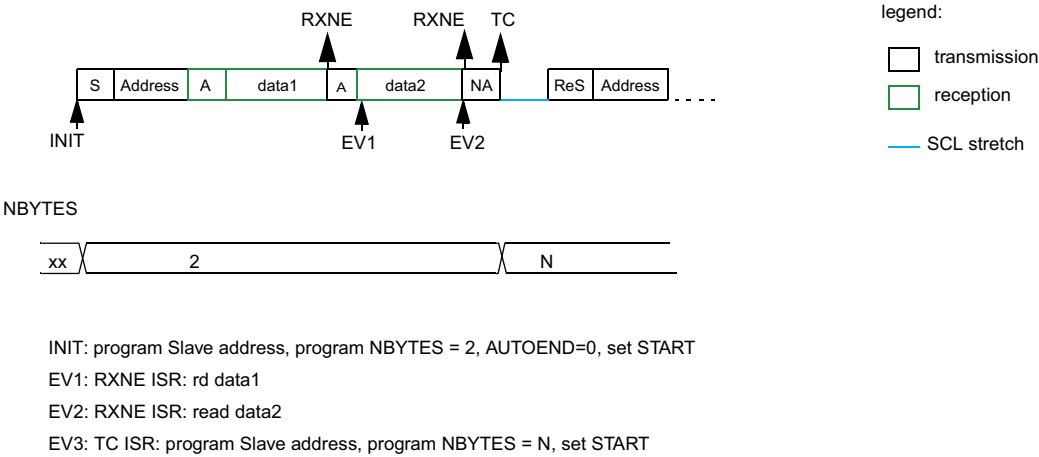 RXNE RXNE TC
legend:
S Address A data1 A data2 NA ReS Address
transmission
reception
INIT EV1 EV2
SCL stretch
NBYTES
xx 2 N
INIT: program Slave address, program NBYTES = 2, AUTOEND=0, set START
EV1: RXNE ISR: rd data1
EV2: RXNE ISR: read data2
EV3: TC ISR: program Slave address, program NBYTES = N, set START